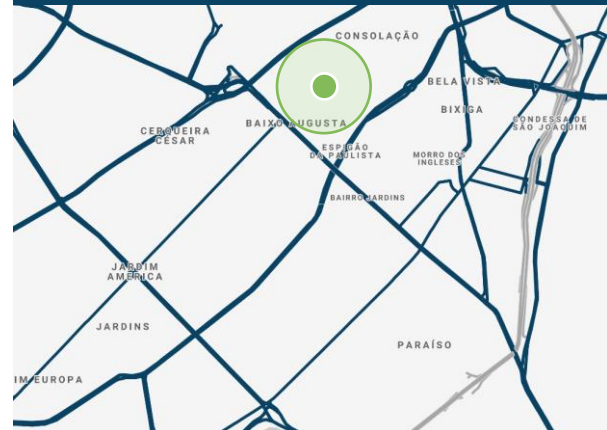 CONSOLAÇÃO
BELA VISTA
BIXIGA
CONDESSA DE
SÃO JOAQUIM
BAIXO AUGUSTA
CERQUEIRA
CÉSAR
ESPIGÃO
DA PAULISTA
MORRO DOS
INGLESES
BAIRRO JARDINS
JARDIM
AMERICA
JARDINS
PARAÍSO
IM EUROPA